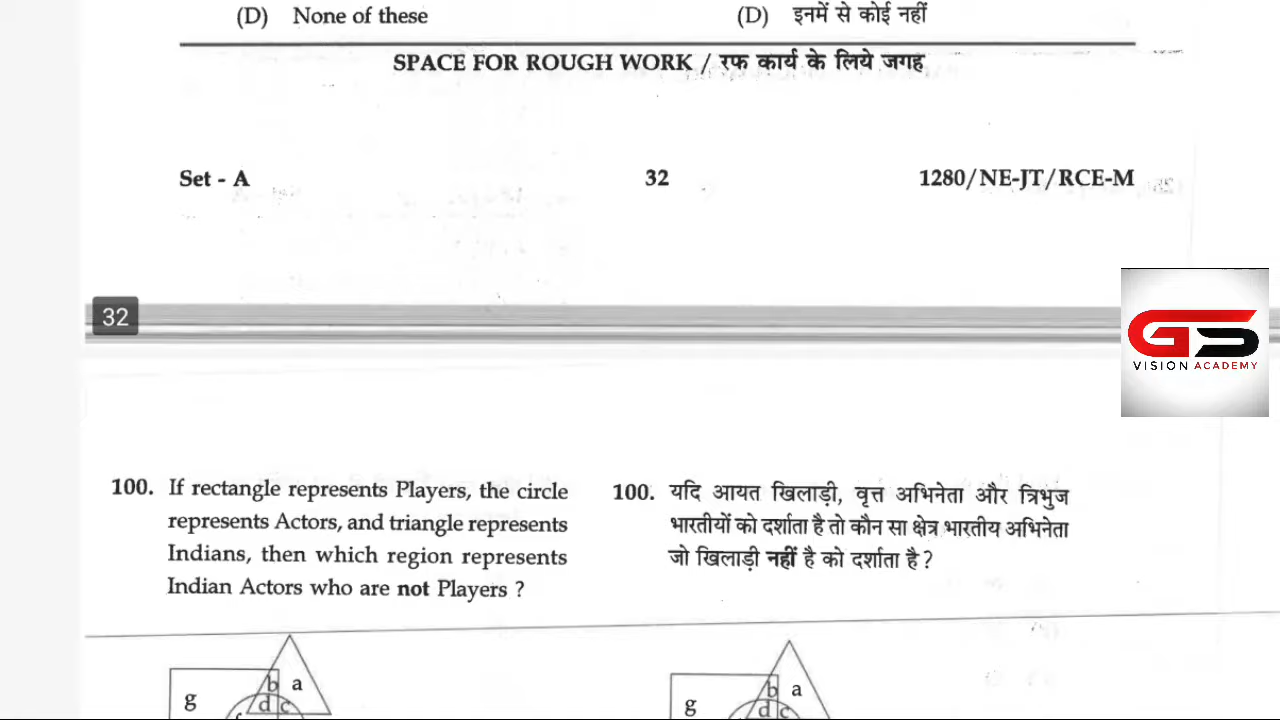 (D) None of these
(D) इनमें से कोई नहीं
SPACE FOR ROUGH WORK / रफ कार्य के लिये जगह
Set - A 32 1280/NE-JT/RCE-M
32
GS
VISION ACADEMY
100. If rectangle represents Players, the circle
represents Actors, and triangle represents
Indians, then which region represents
Indian Actors who are not Players ?
100. यदि आयत खिलाड़ी, वृत्त अभिनेता और त्रिभुज
भारतीयों को दर्शाता है तो कौन सा क्षेत्र भारतीय अभिनेता
जो खिलाड़ी नहीं है को दर्शाता है ?
b a
g d c
b a
g d c